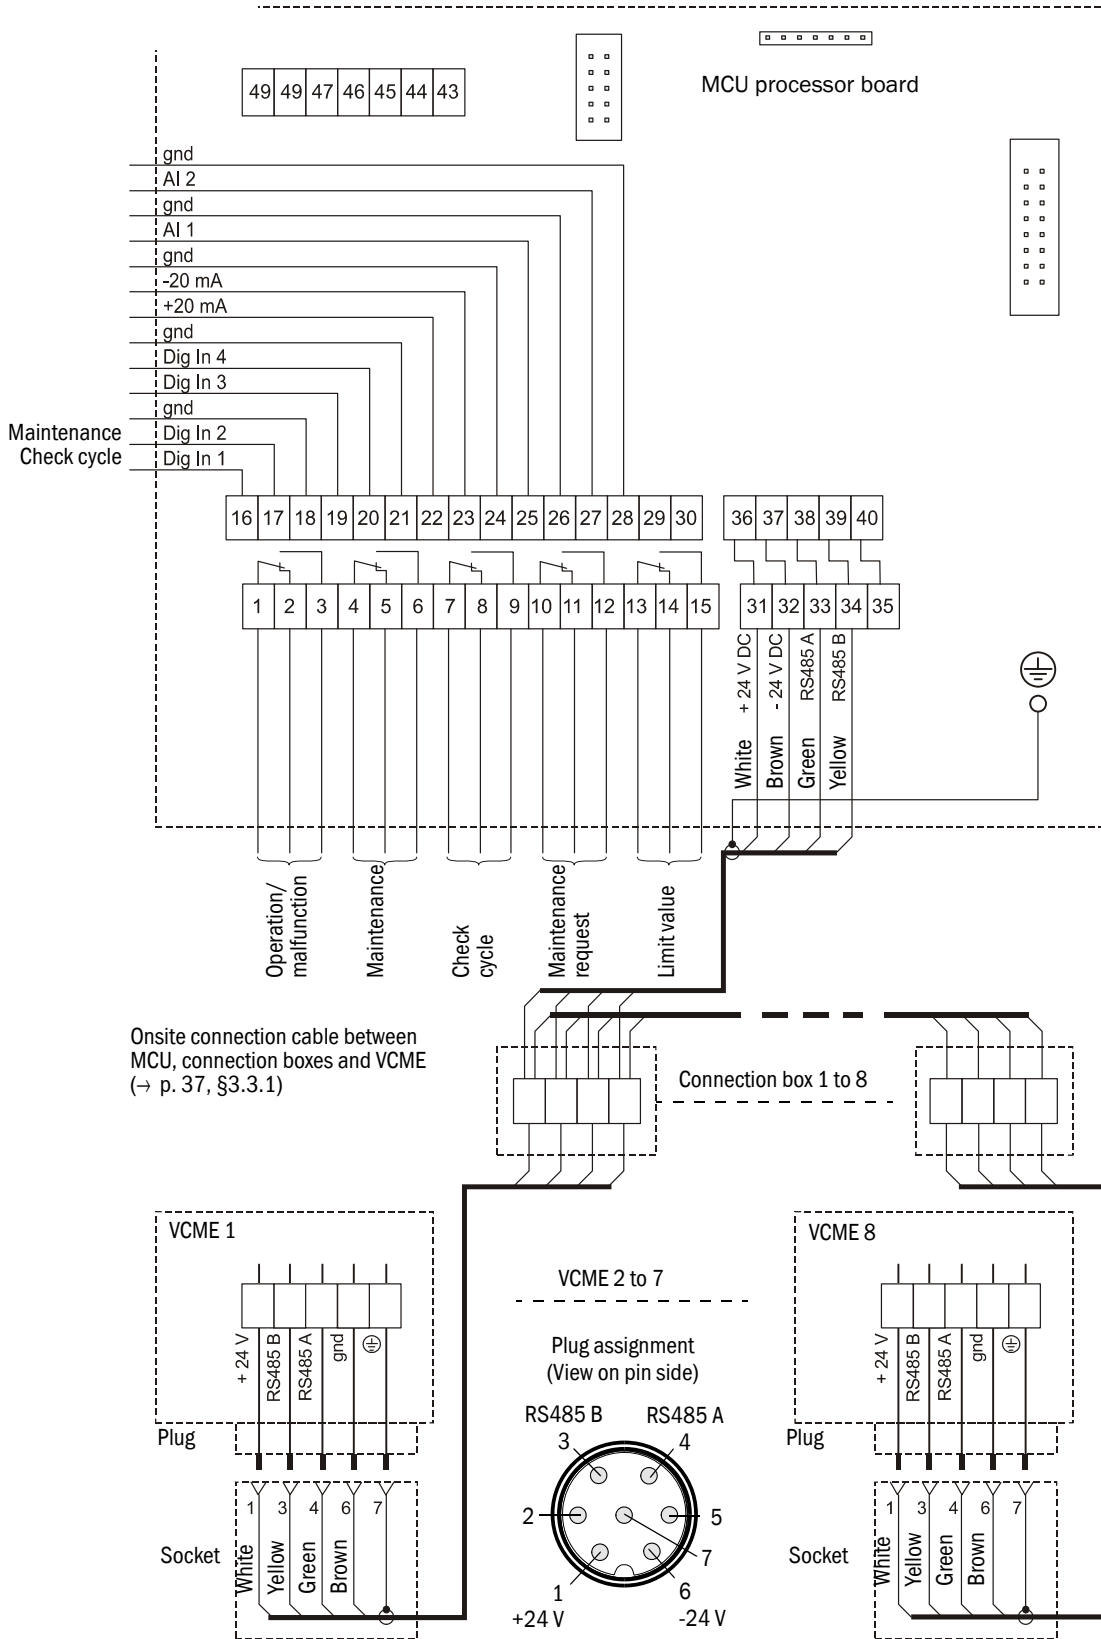 MCU processor board
49 49 47 46 45 44 43
gnd
AI 2
gnd
AI 1
gnd
-20 mA
+20 mA
gnd
Dig In 4
Dig In 3
gnd
Maintenance Dig In 2
Check cycle Dig In 1
16 17 18 19 20 21 22 23 24 25 26 27 28 29 30 36 37 38 39 40
1 2 3 4 5 6 7 8 9 10 11 12 13 14 15 31 32 33 34 35
+ 24 V DC
- 24 V DC
RS485 A
RS485 B
White
Brown
Green
Yellow
Operation/
malfunction
Maintenance
Check
cycle
Maintenance
request
Limit value
Onsite connection cable between
MCU, connection boxes and VCME
(→ p. 37, §3.3.1)
Connection box 1 to 8
VCME 1
+ 24 V
RS485 B
RS485 A
gnd
Plug
1 3 4 6 7
Socket
White
Yellow
Green
Brown
VCME 2 to 7
Plug assignment
(View on pin side)
RS485 B RS485 A
3 4
2 5
7
1 6
+24 V -24 V
VCME 8
+ 24 V
RS485 B
RS485 A
gnd
Plug
1 3 4 6 7
Socket
White
Yellow
Green
Brown